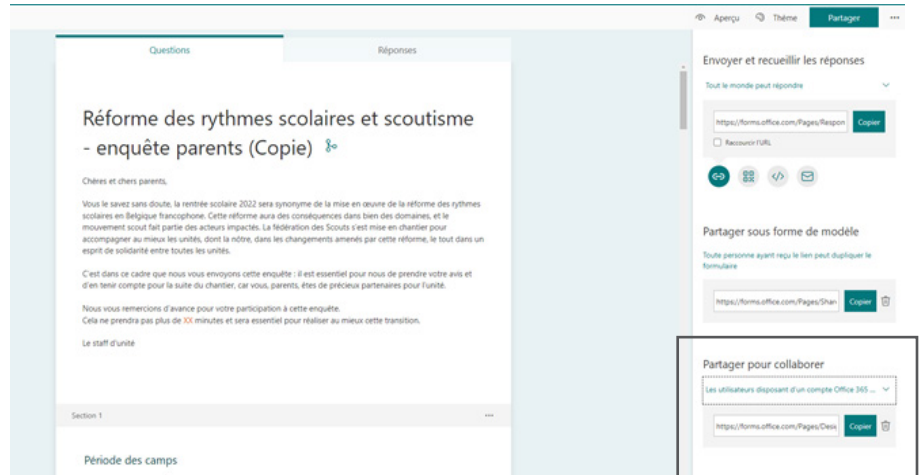 Aperçu
Thème
Partager
Questions
Réponses
Réforme des rythmes scolaires et scoutisme
- enquête parents (Copie)
Chères et chers parents,
Vous le savez sans doute, la rentrée scolaire 2022 sera synonyme de la mise en œuvre de la réforme des rythmes
scolaires en Belgique francophone. Cette réforme aura des conséquences dans bien des domaines, et le
mouvement scout fait partie des acteurs impactés. La fédération des Scouts s'est mise en chantier pour
accompagner au mieux les unités, dont la nôtre, dans les changements amenés par cette réforme, le tout dans un
esprit de solidarité entre toutes les unités.
C'est dans ce cadre que nous vous envoyons cette enquête : il est essentiel pour nous de prendre votre avis et
d'en tenir compte pour la suite du chantier, car vous, parents, êtes de précieux partenaires pour l'unité.
Nous vous remercions d'avance pour votre participation à cette enquête.
Cela ne prendra pas plus de XX minutes et sera essentiel pour réaliser au mieux cette transition.
Le staff d'unité
Section 1
Période des camps
Envoyer et recueillir les réponses
Tout le monde peut répondre
https://forms.office.com/Pages/Respon
Copier
Raccourcir l'URL
Partager sous forme de modèle
Toute personne ayant reçu le lien peut dupliquer le
formulaire
https://forms.office.com/Pages/Shan
Copier
Partager pour collaborer
Les utilisateurs disposant d'un compte Office 365 ...
https://forms.office.com/Pages/Desi
Copier